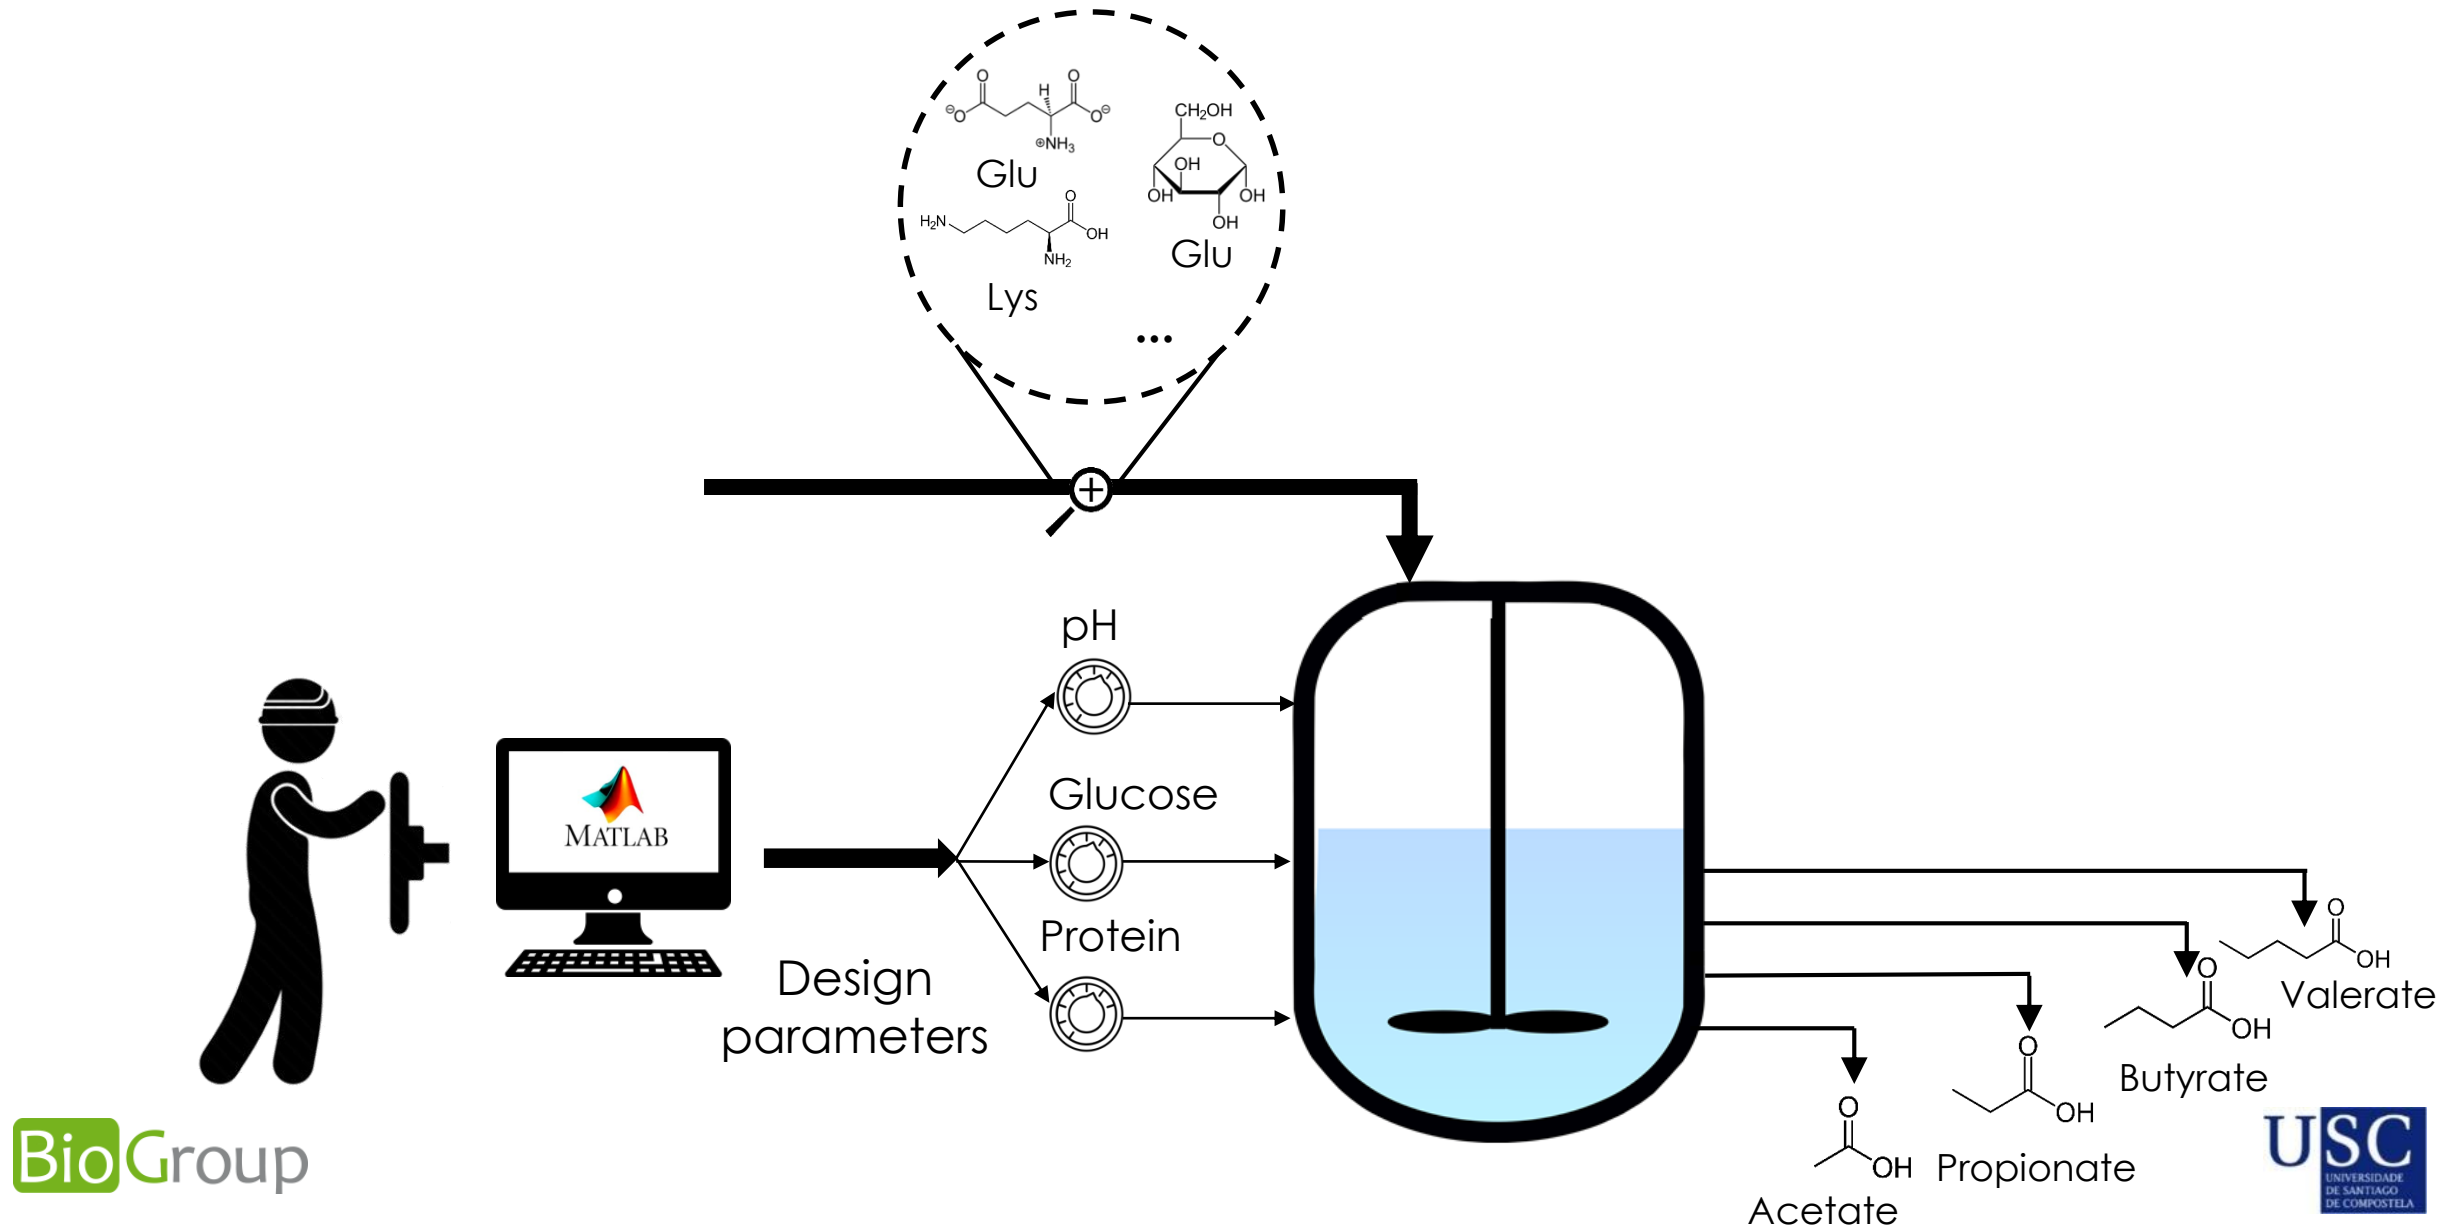 O
O
H
⊖O
O⊖
⊕NH₃
Glu
CH₂OH
O
OH
OH
OH
OH
Glu
H₂N
O
OH
NH₂
Lys
...
+
pH
Glucose
Protein
MATLAB
Design
parameters
O
OH
Valerate
O
OH
Butyrate
O
OH
Propionate
O
OH
Acetate
BioGroup
USC
UNIVERSIDADE
DE SANTIAGO
DE COMPOSTELA